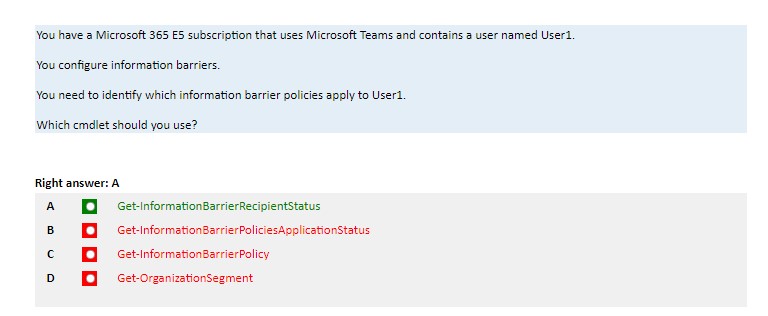 You have a Microsoft 365 E5 subscription that uses Microsoft Teams and contains a user named User1.
You configure information barriers.
You need to identify which information barrier policies apply to User1.
Which cmdlet should you use?
Right answer: A
A Get-InformationBarrierRecipientStatus
B Get-InformationBarrierPoliciesApplicationStatus
C Get-InformationBarrierPolicy
D Get-OrganizationSegment